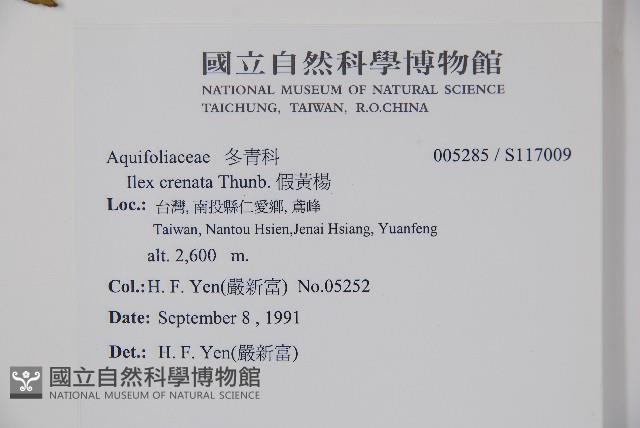 國立自然科學博物館
NATIONAL MUSEUM OF NATURAL SCIENCE
TAICHUNG, TAIWAN, R.O.CHINA
Aquifoliaceae 冬青科 005285 / S117009
Ilex crenata Thunb. 假黃楊
Loc.: 台灣, 南投縣仁愛鄉, 鳶峰
Taiwan, Nantou Hsien,Jenai Hsiang, Yuanfeng
alt. 2,600 m.
Col.: H. F. Yen(嚴新富) No.05252
Date: September 8 , 1991
Det.: H. F. Yen(嚴新富)
國立自然科學博物館
NATIONAL MUSEUM OF NATURAL SCIENCE